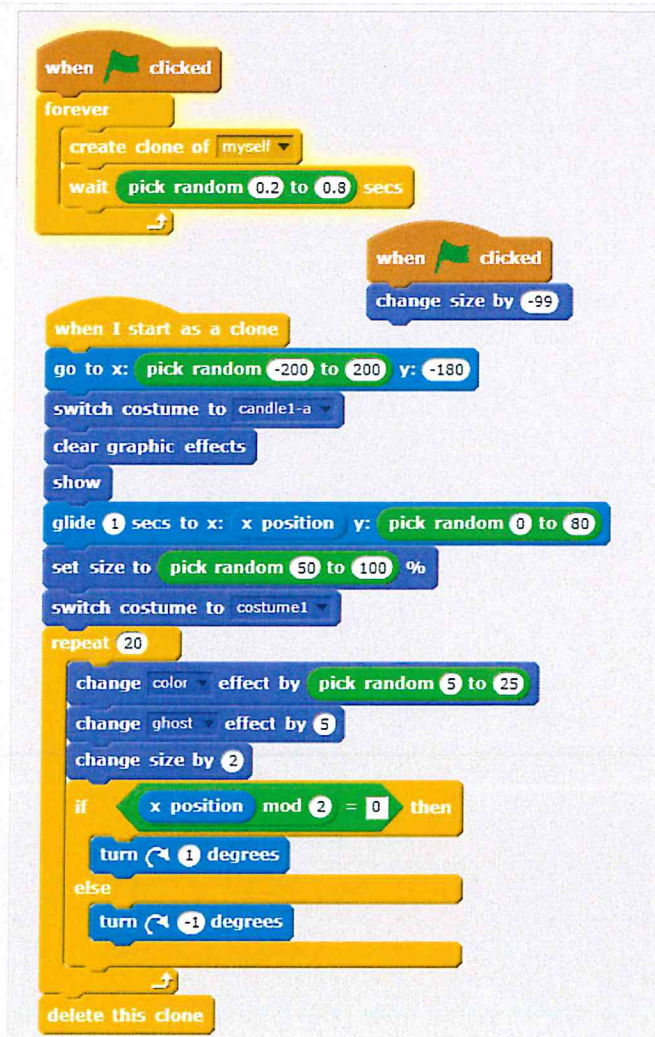 when clicked
forever
create clone of myself
wait pick random 0.2 to 0.8 secs
when clicked
change size by -99
when I start as a clone
go to x: pick random -200 to 200 y: -180
switch costume to candle1-a
clear graphic effects
show
glide 1 secs to x: x position y: pick random 0 to 80
set size to pick random 50 to 100 %
switch costume to costume1
repeat 20
change color effect by pick random 5 to 25
change ghost effect by 5
change size by 2
if x position mod 2 = 0 then
turn 1 degrees
else
turn -1 degrees
delete this clone